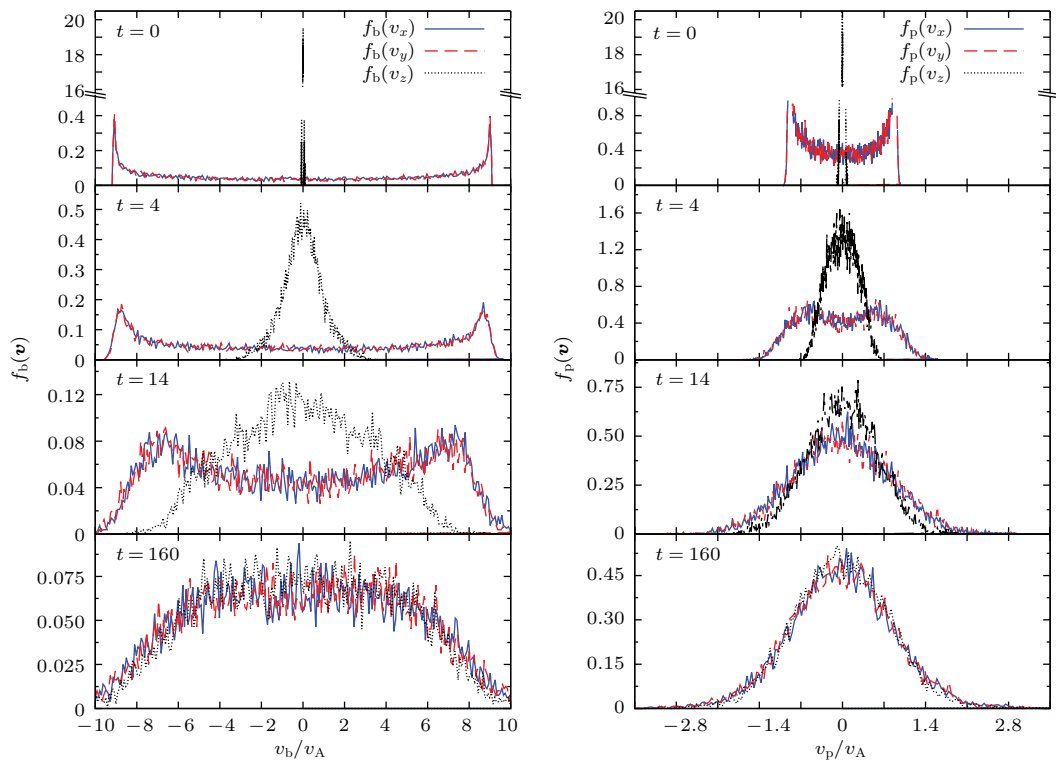 t = 0
f_b(v_x)
f_b(v_y)
f_b(v_z)
20
18
16
0.4
0.2
0
t = 4
0.5
0.4
0.3
0.2
0.1
0
t = 14
0.12
0.08
0.04
0
t = 160
0.075
0.050
0.025
0
−10 −8 −6 −4 −2 0 2 4 6 8 10
v_b/v_A
f_b(v)
t = 0
f_p(v_x)
f_p(v_y)
f_p(v_z)
20
18
16
0.8
0.4
0
t = 4
1.6
1.2
0.8
0.4
0
t = 14
0.75
0.50
0.25
0
t = 160
0.45
0.30
0.15
0
−2.8 −1.4 0 1.4 2.8
v_p/v_A
f_p(v)